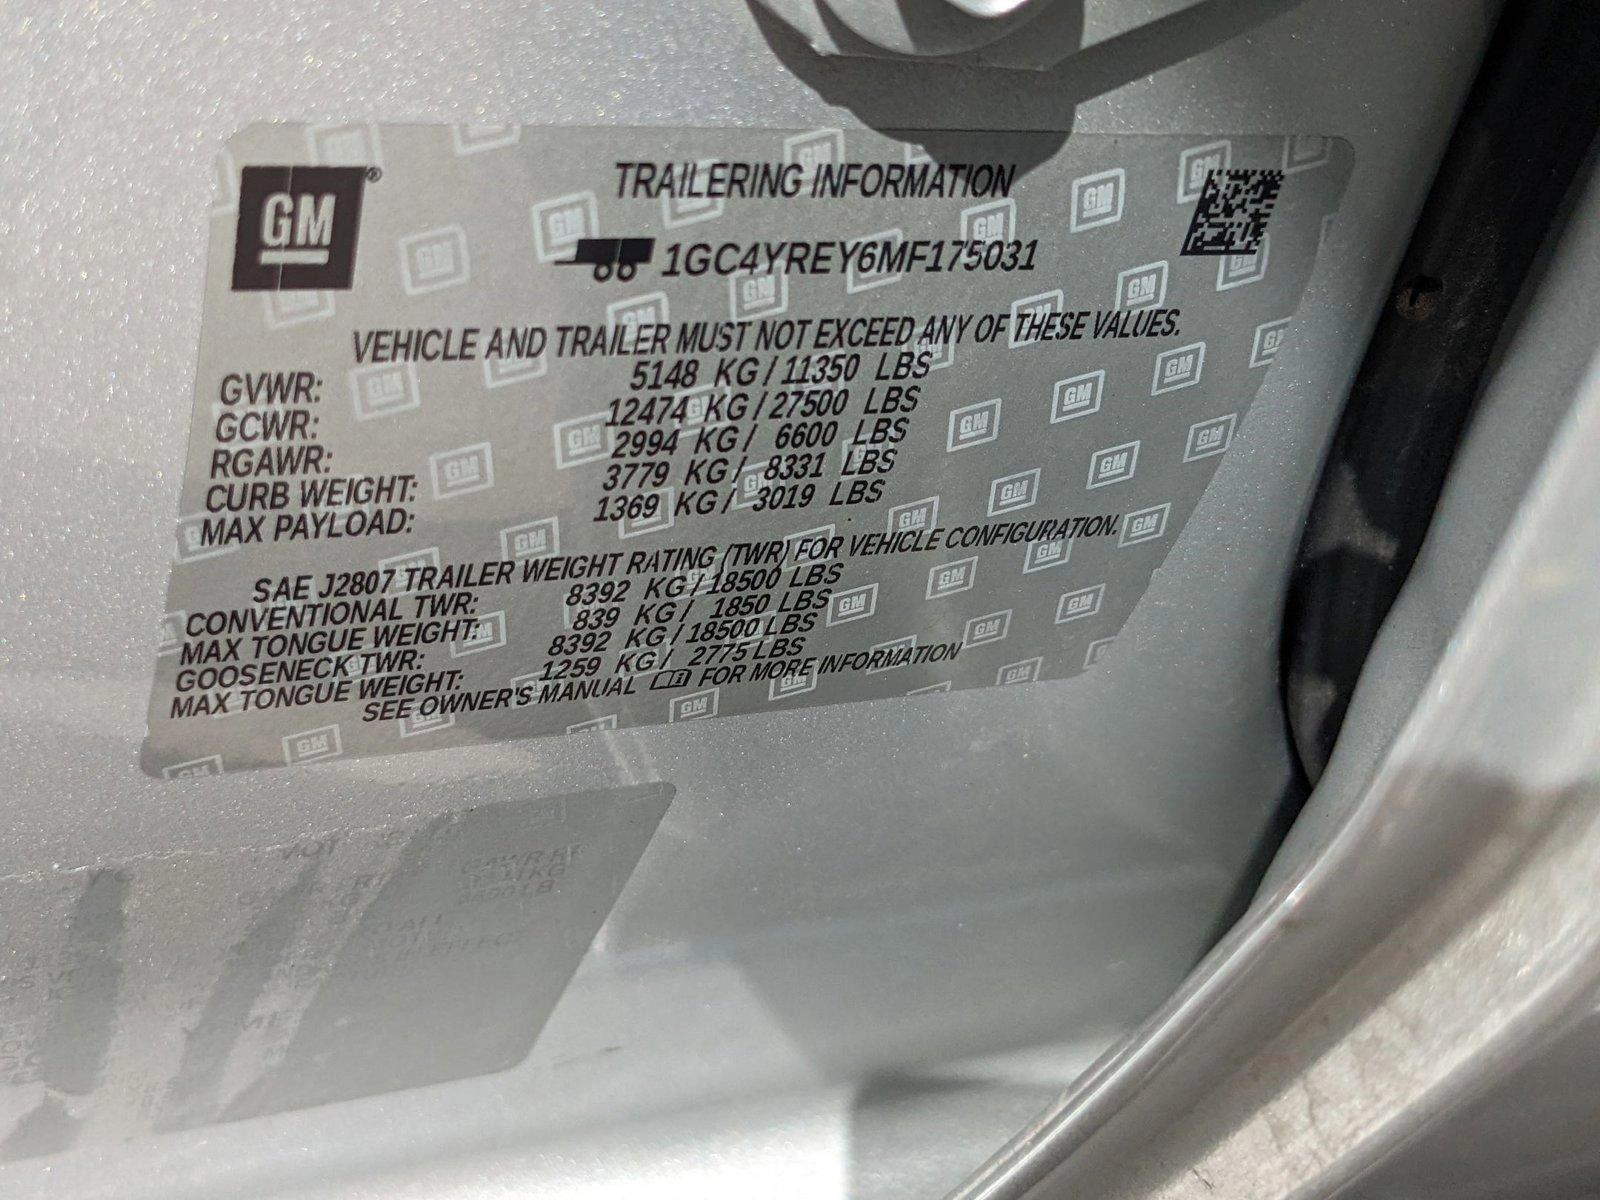 GM®
TRAILERING INFORMATION
1GC4YREY6MF175031
VEHICLE AND TRAILER MUST NOT EXCEED ANY OF THESE VALUES.
GVWR: 5148 KG / 11350 LBS
GCWR: 12474 KG / 27500 LBS
RGAWR: 2994 KG / 6600 LBS
CURB WEIGHT: 3779 KG / 8331 LBS
MAX PAYLOAD: 1369 KG / 3019 LBS
SAE J2807 TRAILER WEIGHT RATING (TWR) FOR VEHICLE CONFIGURATION.
CONVENTIONAL TWR: 8392 KG / 18500 LBS
MAX TONGUE WEIGHT: 839 KG / 1850 LBS
GOOSENECK TWR: 8392 KG / 18500 LBS
MAX TONGUE WEIGHT: 1259 KG / 2775 LBS
SEE OWNER'S MANUAL FOR MORE INFORMATION